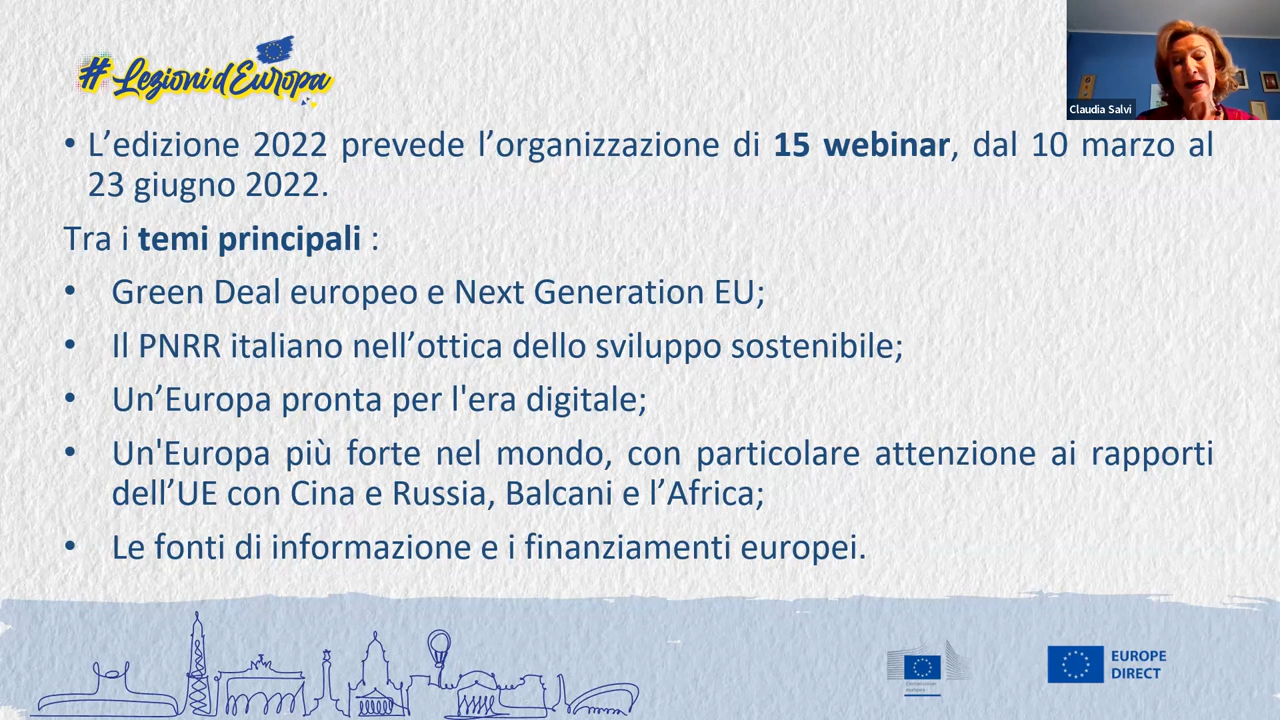 # Lezioni d'Europa
Claudia Salvi
• L’edizione 2022 prevede l’organizzazione di 15 webinar, dal 10 marzo al
23 giugno 2022.
Tra i temi principali :
• Green Deal europeo e Next Generation EU;
• Il PNRR italiano nell’ottica dello sviluppo sostenibile;
• Un’Europa pronta per l'era digitale;
• Un'Europa più forte nel mondo, con particolare attenzione ai rapporti
dell’UE con Cina e Russia, Balcani e l’Africa;
• Le fonti di informazione e i finanziamenti europei.
Commissione
europea
EUROPE
DIRECT